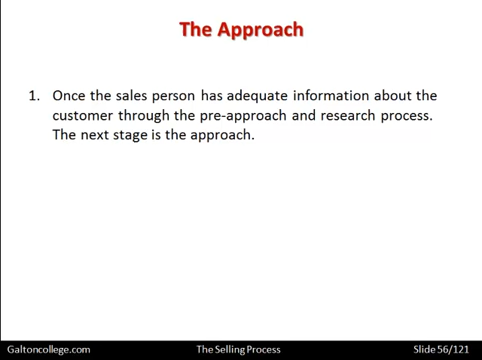 The Approach
1. Once the sales person has adequate information about the
customer through the pre-approach and research process.
The next stage is the approach.
Galtoncollege.com The Selling Process Slide 56/121